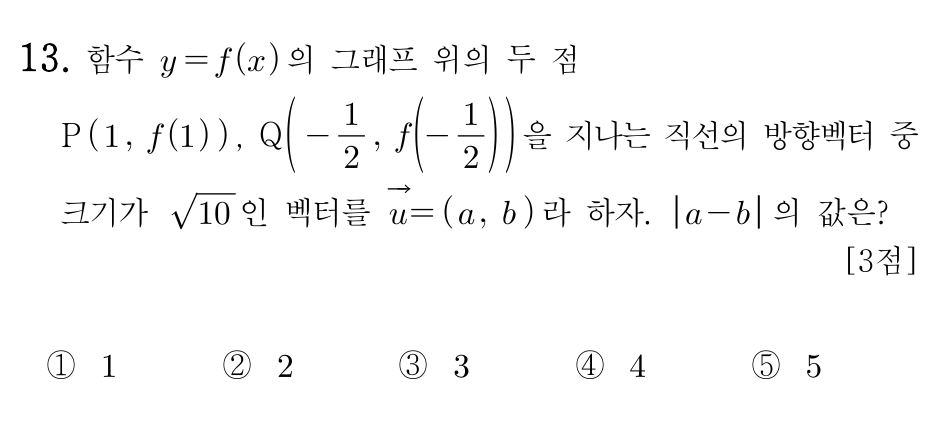 13. 함수 y=f(x)의 그래프 위의 두 점
P(1, f(1)), Q(-1/2, f(-1/2))을 지나는 직선의 방향벡터 중
크기가 √10인 벡터를 u→=(a, b)라 하자. |a-b|의 값은?
[3점]
① 1 ② 2 ③ 3 ④ 4 ⑤ 5